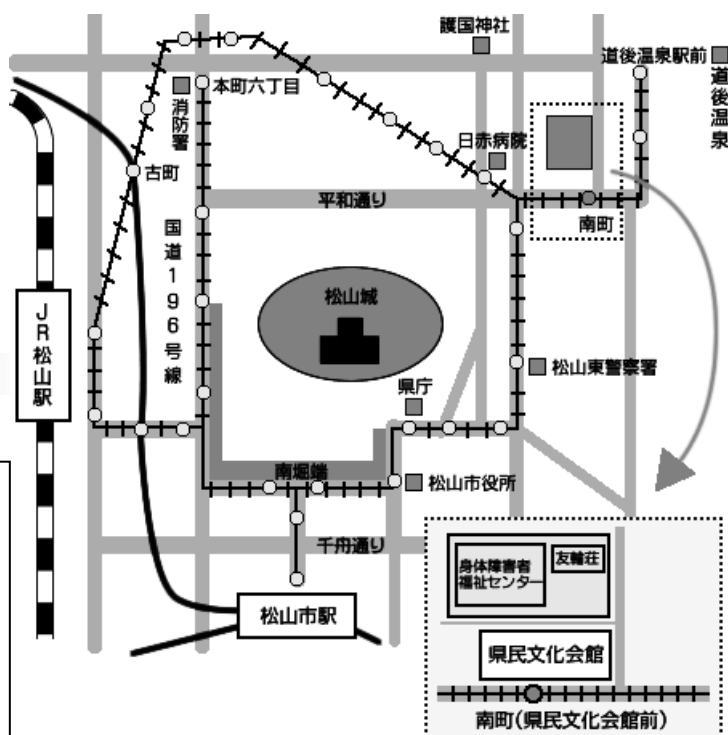 護国神社
道後温泉駅前
道後温泉
本町六丁目
消防署
日赤病院
古町
平和通り
南町
国道196号線
松山城
JR松山駅
松山東警察署
県庁
南堀端
松山市役所
千舟通り
身体障害者
福祉センター
友輪荘
松山市駅
県民文化会館
南町(県民文化会館前)